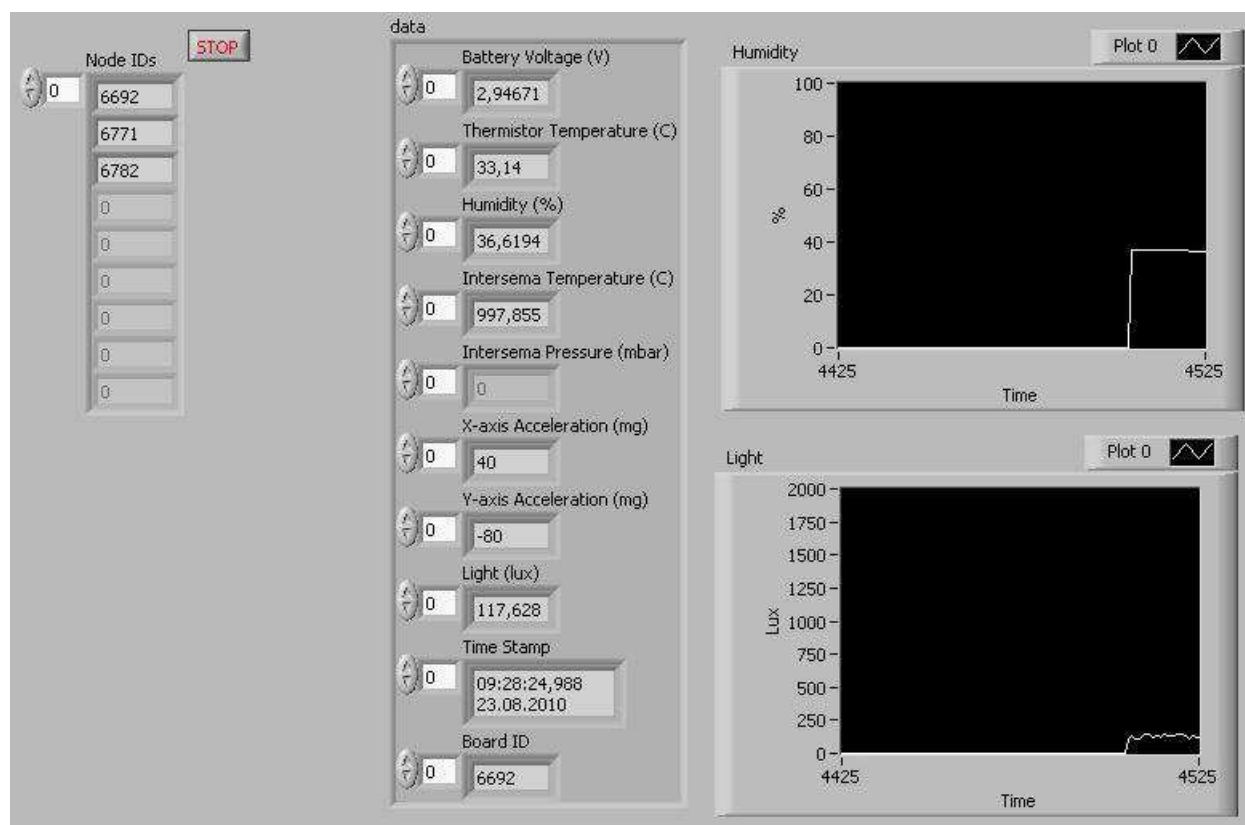 STOP
Node IDs
0
6692
6771
6782
0
0
0
0
0
0
data
Battery Voltage (V)
0
2,94671
Thermistor Temperature (C)
0
33,14
Humidity (%)
0
36,6194
Intersema Temperature (C)
0
997,855
Intersema Pressure (mbar)
0
0
X-axis Acceleration (mg)
0
40
Y-axis Acceleration (mg)
0
-80
Light (lux)
0
117,628
Time Stamp
0
09:28:24,988
23.08.2010
Board ID
0
6692
Humidity
Plot 0
100
80
60
40
20
0
%
4425
4525
Time
Light
Plot 0
2000
1750
1500
1250
1000
750
500
250
0
Lux
4425
4525
Time